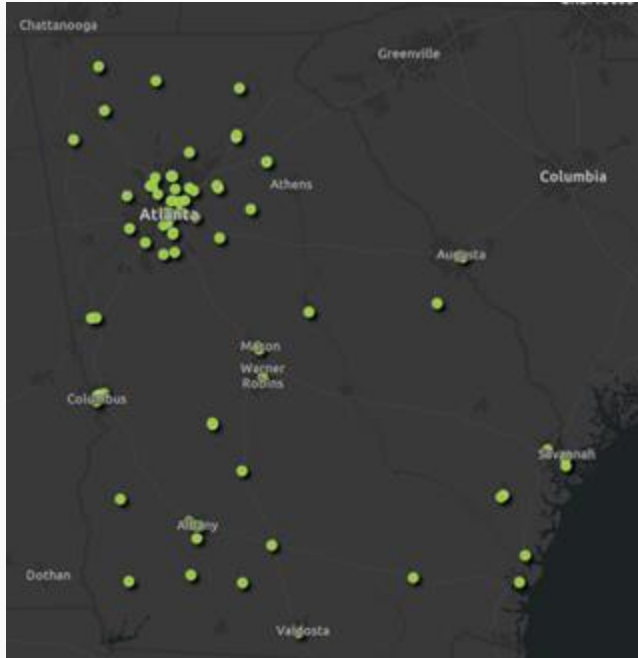 Chattanooga
Greenville
Columbia
Athens
Atlanta
Augusta
Macon
Warner
Robins
Columbus
Savannah
Albany
Dothan
Valdosta